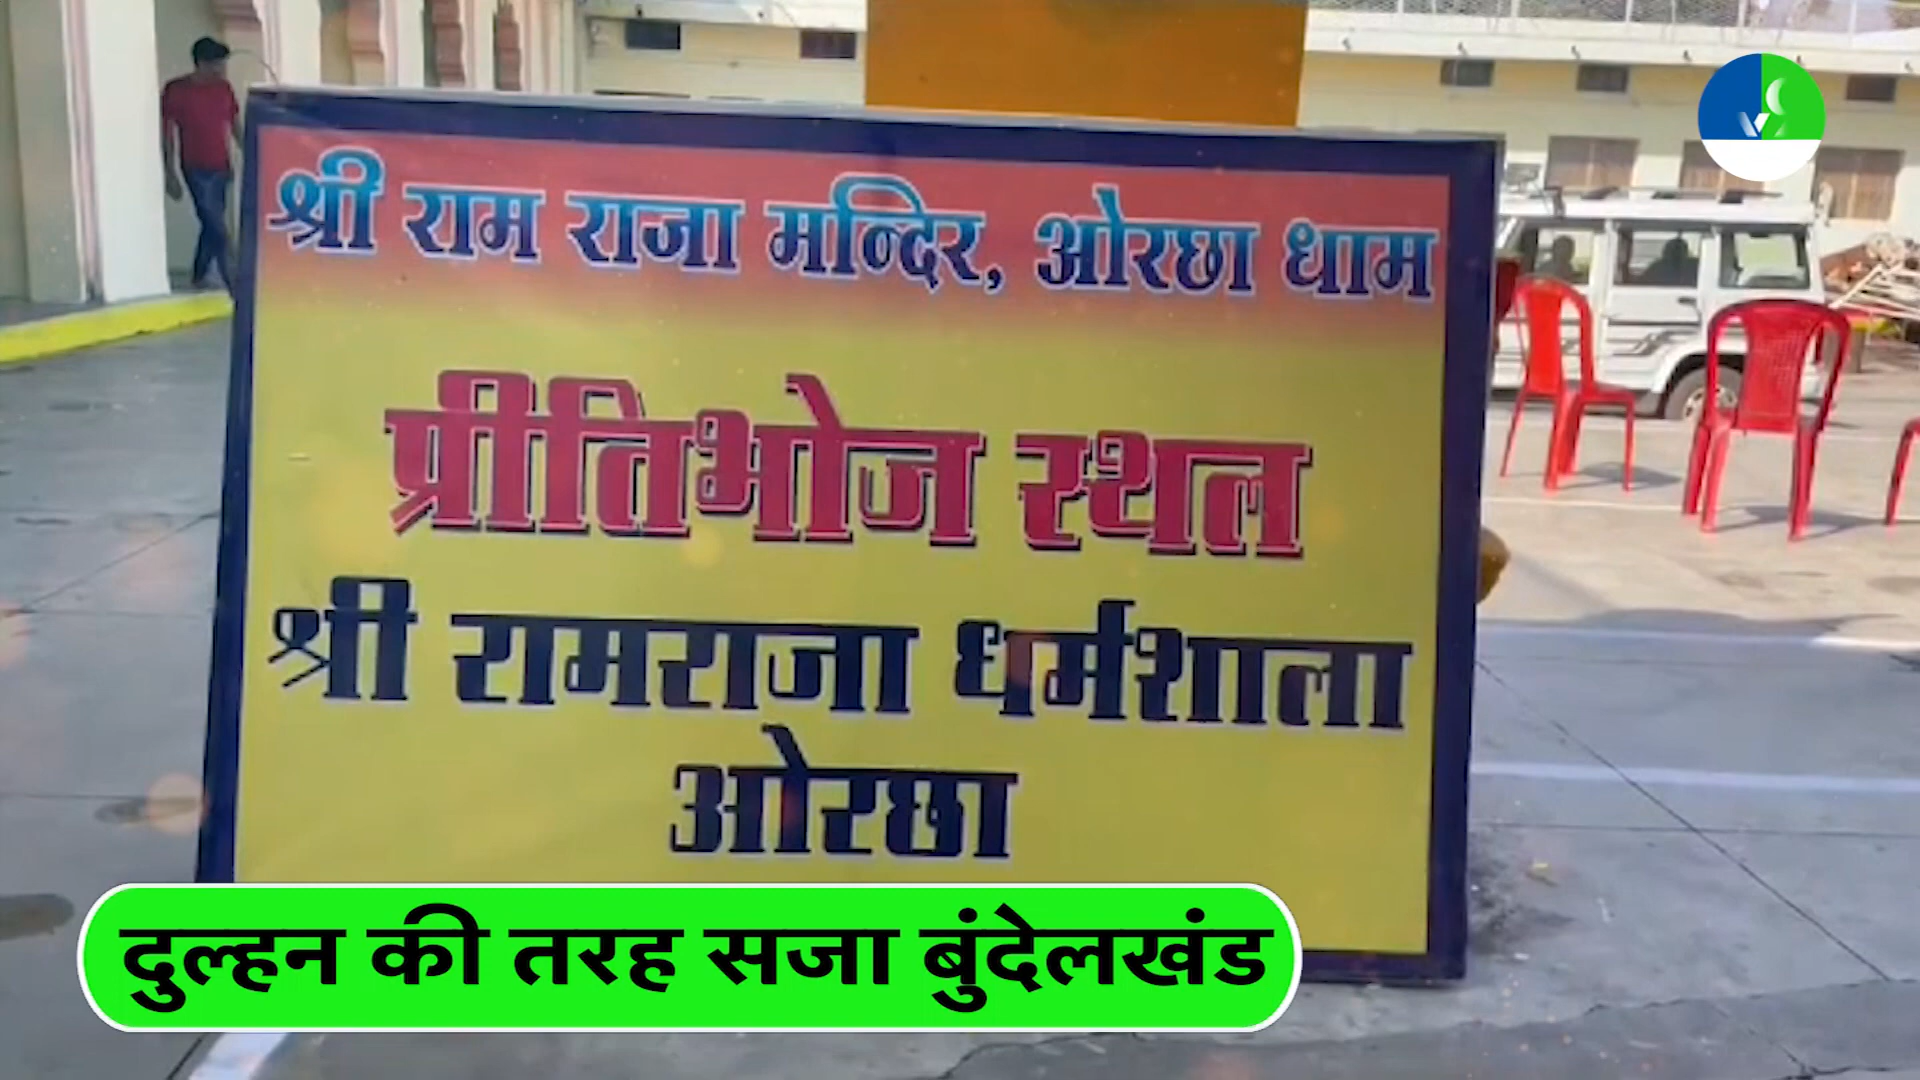 श्री राम राजा मन्दिर, ओरछा धाम
प्रीतिभोज स्थल
श्री रामराजा धर्मशाला
ओरछा
दुल्हन की तरह सजा बुंदेलखंड